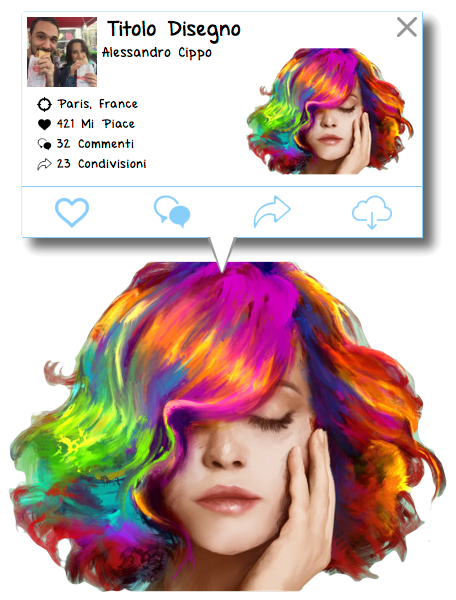 Titolo Disegno
Alessandro Cippo
Paris, France
421 Mi Piace
32 Commenti
23 Condivisioni